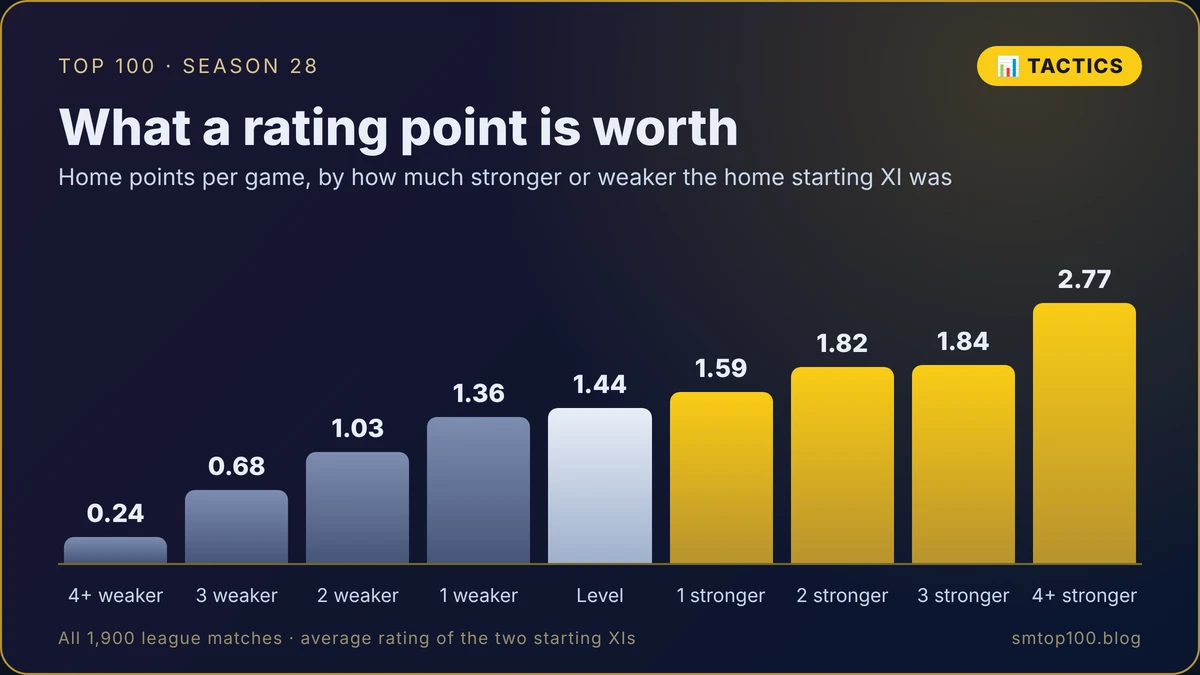 TOP 100 · SEASON 28
📊 TACTICS
What a rating point is worth
Home points per game, by how much stronger or weaker the home starting XI was
0.24
0.68
1.03
1.36
1.44
1.59
1.82
1.84
2.77
4+ weaker
3 weaker
2 weaker
1 weaker
Level
1 stronger
2 stronger
3 stronger
4+ stronger
All 1,900 league matches · average rating of the two starting XIs
smtop100.blog